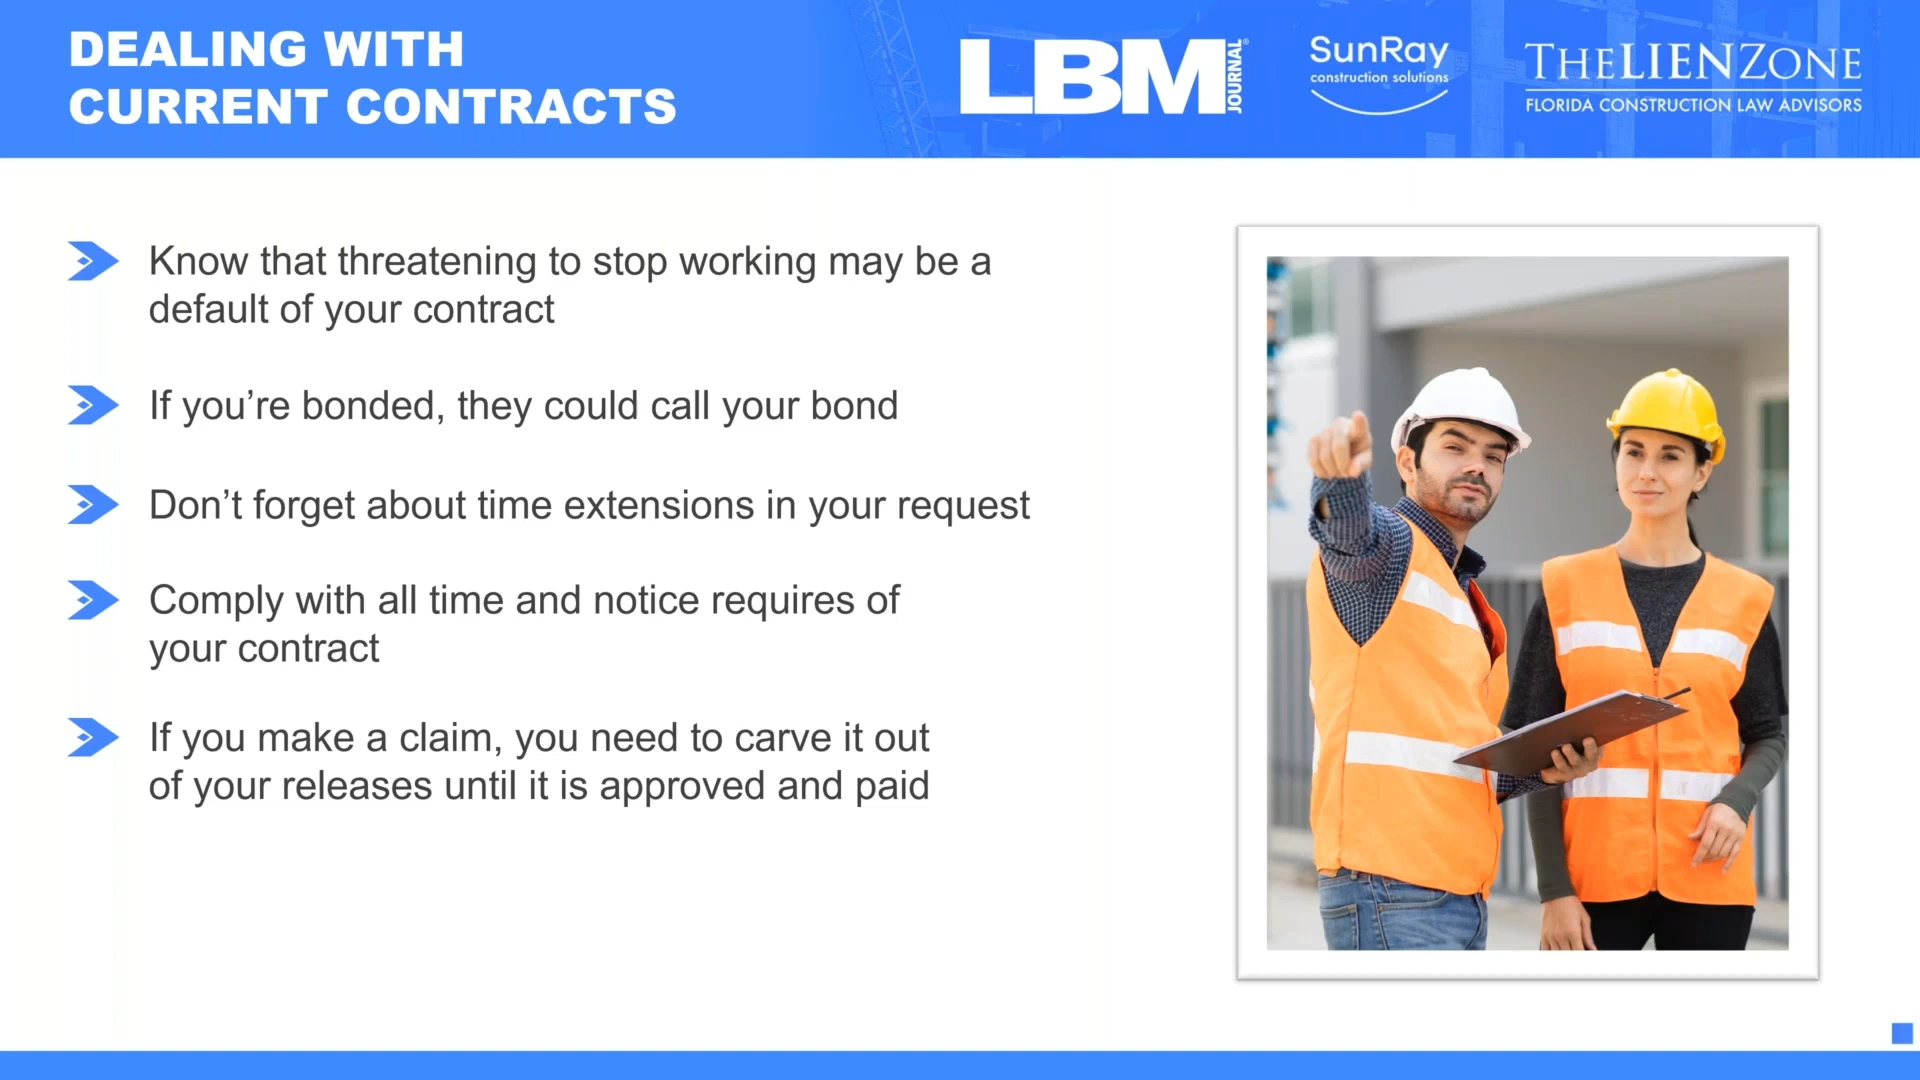 DEALING WITH
CURRENT CONTRACTS
LBM
JOURNAL®
SunRay
construction solutions
THELIENZONE
FLORIDA CONSTRUCTION LAW ADVISORS
Know that threatening to stop working may be a
default of your contract
If you’re bonded, they could call your bond
Don’t forget about time extensions in your request
Comply with all time and notice requires of
your contract
If you make a claim, you need to carve it out
of your releases until it is approved and paid